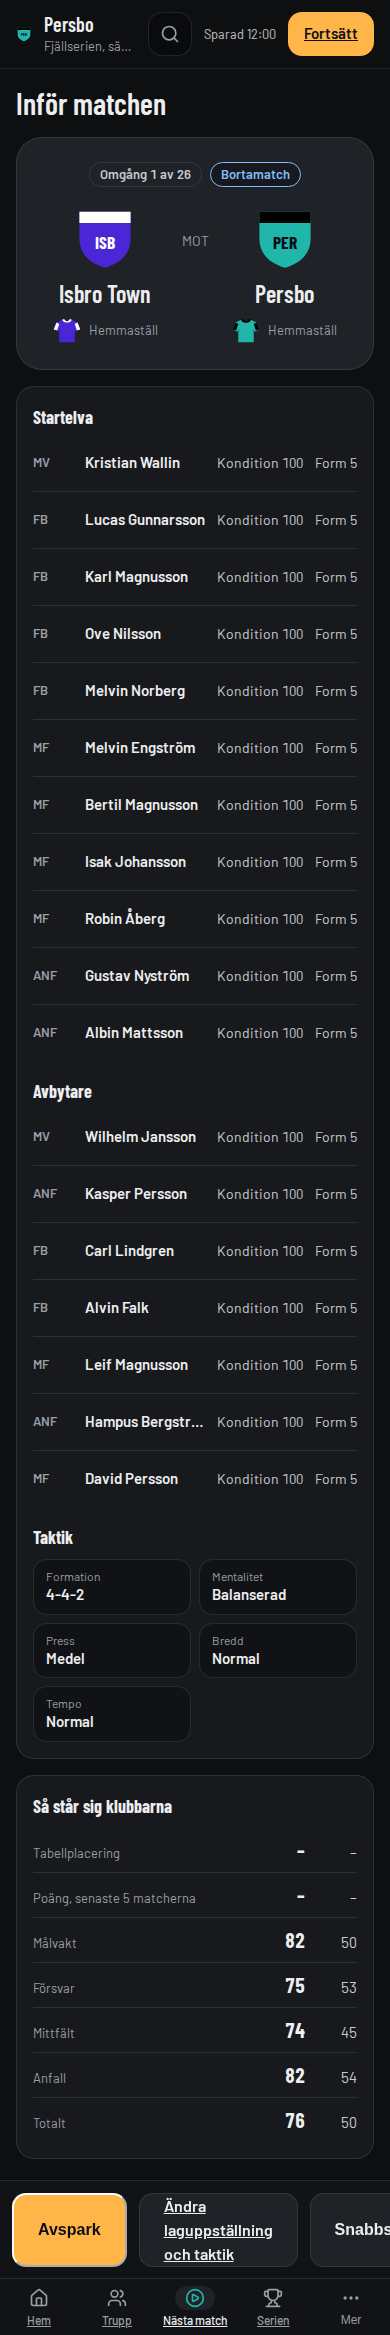 Persbo
Fjällserien, sä...
Sparad 12:00
Fortsätt
Inför matchen
Omgång 1 av 26
Bortamatch
ISB
MOT
PER
Isbro Town
Persbo
Hemmaställ
Hemmaställ
Startelva
MV Kristian Wallin Kondition 100 Form 5
FB Lucas Gunnarsson Kondition 100 Form 5
FB Karl Magnusson Kondition 100 Form 5
FB Ove Nilsson Kondition 100 Form 5
FB Melvin Norberg Kondition 100 Form 5
MF Melvin Engström Kondition 100 Form 5
MF Bertil Magnusson Kondition 100 Form 5
MF Isak Johansson Kondition 100 Form 5
MF Robin Åberg Kondition 100 Form 5
ANF Gustav Nyström Kondition 100 Form 5
ANF Albin Mattsson Kondition 100 Form 5
Avbytare
MV Wilhelm Jansson Kondition 100 Form 5
ANF Kasper Persson Kondition 100 Form 5
FB Carl Lindgren Kondition 100 Form 5
FB Alvin Falk Kondition 100 Form 5
MF Leif Magnusson Kondition 100 Form 5
ANF Hampus Bergstr... Kondition 100 Form 5
MF David Persson Kondition 100 Form 5
Taktik
Formation
4-4-2
Mentalitet
Balanserad
Press
Medel
Bredd
Normal
Tempo
Normal
Så står sig klubbarna
Tabellplacering – –
Poäng, senaste 5 matcherna – –
Målvakt 82 50
Försvar 75 53
Mittfält 74 45
Anfall 82 54
Totalt 76 50
Avspark
Ändra
laguppställning
och taktik
Snabbs
Hem
Trupp
Nästa match
Serien
Mer